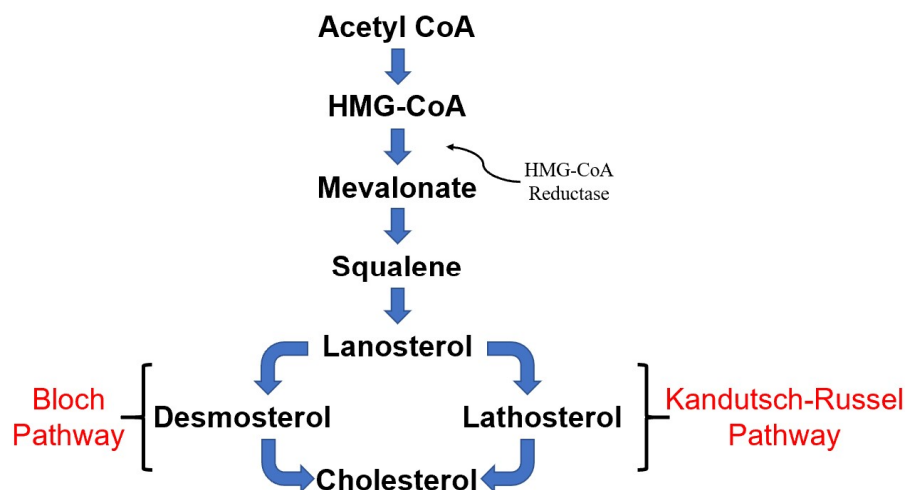 Acetyl CoA
HMG-CoA
HMG-CoA
Reductase
Mevalonate
Squalene
Lanosterol
Bloch
Pathway
Desmosterol
Lathosterol
Kandutsch-Russel
Pathway
Cholesterol